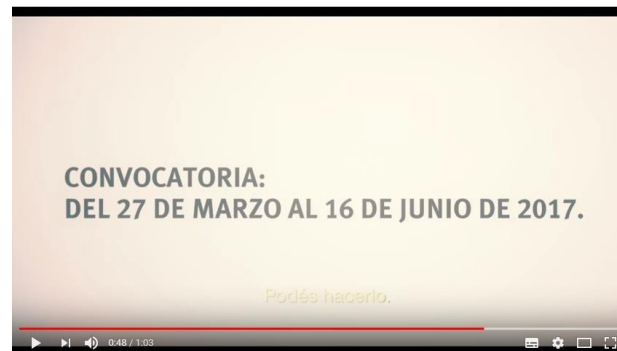 CONVOCATORIA:
DEL 27 DE MARZO AL 16 DE JUNIO DE 2017.
Podés hacerlo.
0:48 / 1:03